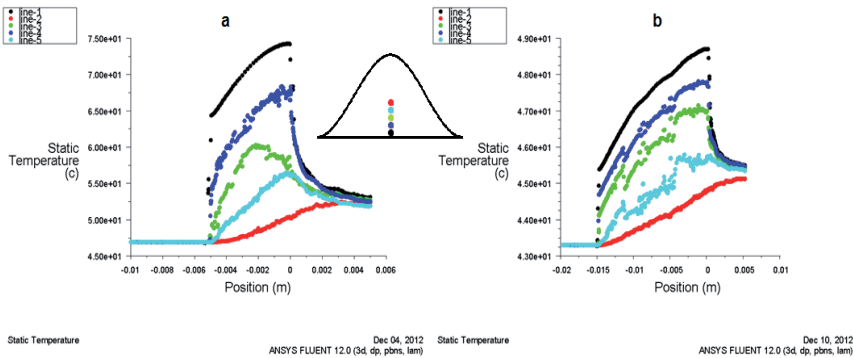 a
line-1
line-2
line-3
line-4
line-5
7.50e+01
7.00e+01
6.50e+01
6.00e+01
5.50e+01
5.00e+01
4.50e+01
Static
Temperature
(c)
-0.01 -0.008 -0.006 -0.004 -0.002 0 0.002 0.004 0.006
Position (m)
Static Temperature
Dec 04, 2012
ANSYS FLUENT 12.0 (3d, dp, pbns, lam)
b
line-1
line-2
line-3
line-4
line-5
4.90e+01
4.80e+01
4.70e+01
4.60e+01
4.50e+01
4.40e+01
4.30e+01
Static
Temperature
(c)
-0.02 -0.015 -0.01 -0.005 0 0.005 0.01
Position (m)
Static Temperature
Dec 10, 2012
ANSYS FLUENT 12.0 (3d, dp, pbns, lam)